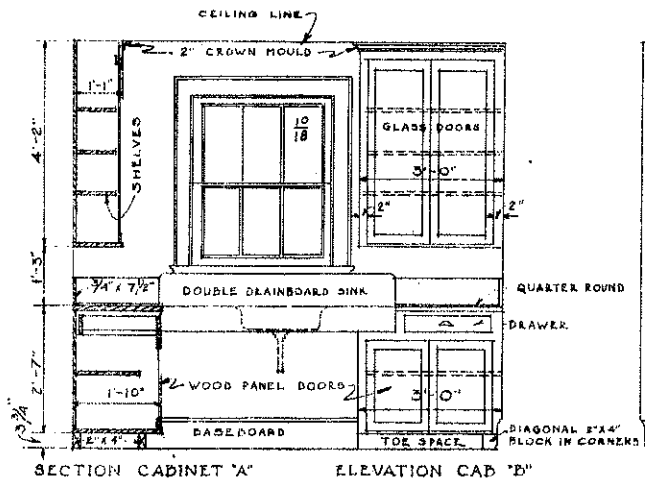 CEILING LINE
2" CROWN MOULD
1'-1"
10
18
GLASS DOORS
4'-2"
SHELVES
3'-0"
2"
2"
1'-3"
3/4" X 7 1/2"
DOUBLE DRAINBOARD SINK
QUARTER ROUND
DRAWER
2'-7"
1'-10"
WOOD PANEL DOORS
3'-0"
3 3/4"
2" X 4"
BASEBOARD
TOE SPACE
DIAGONAL 2"X4"
BLOCK IN CORNERS
SECTION CABINET "A"
ELEVATION CAB "B"